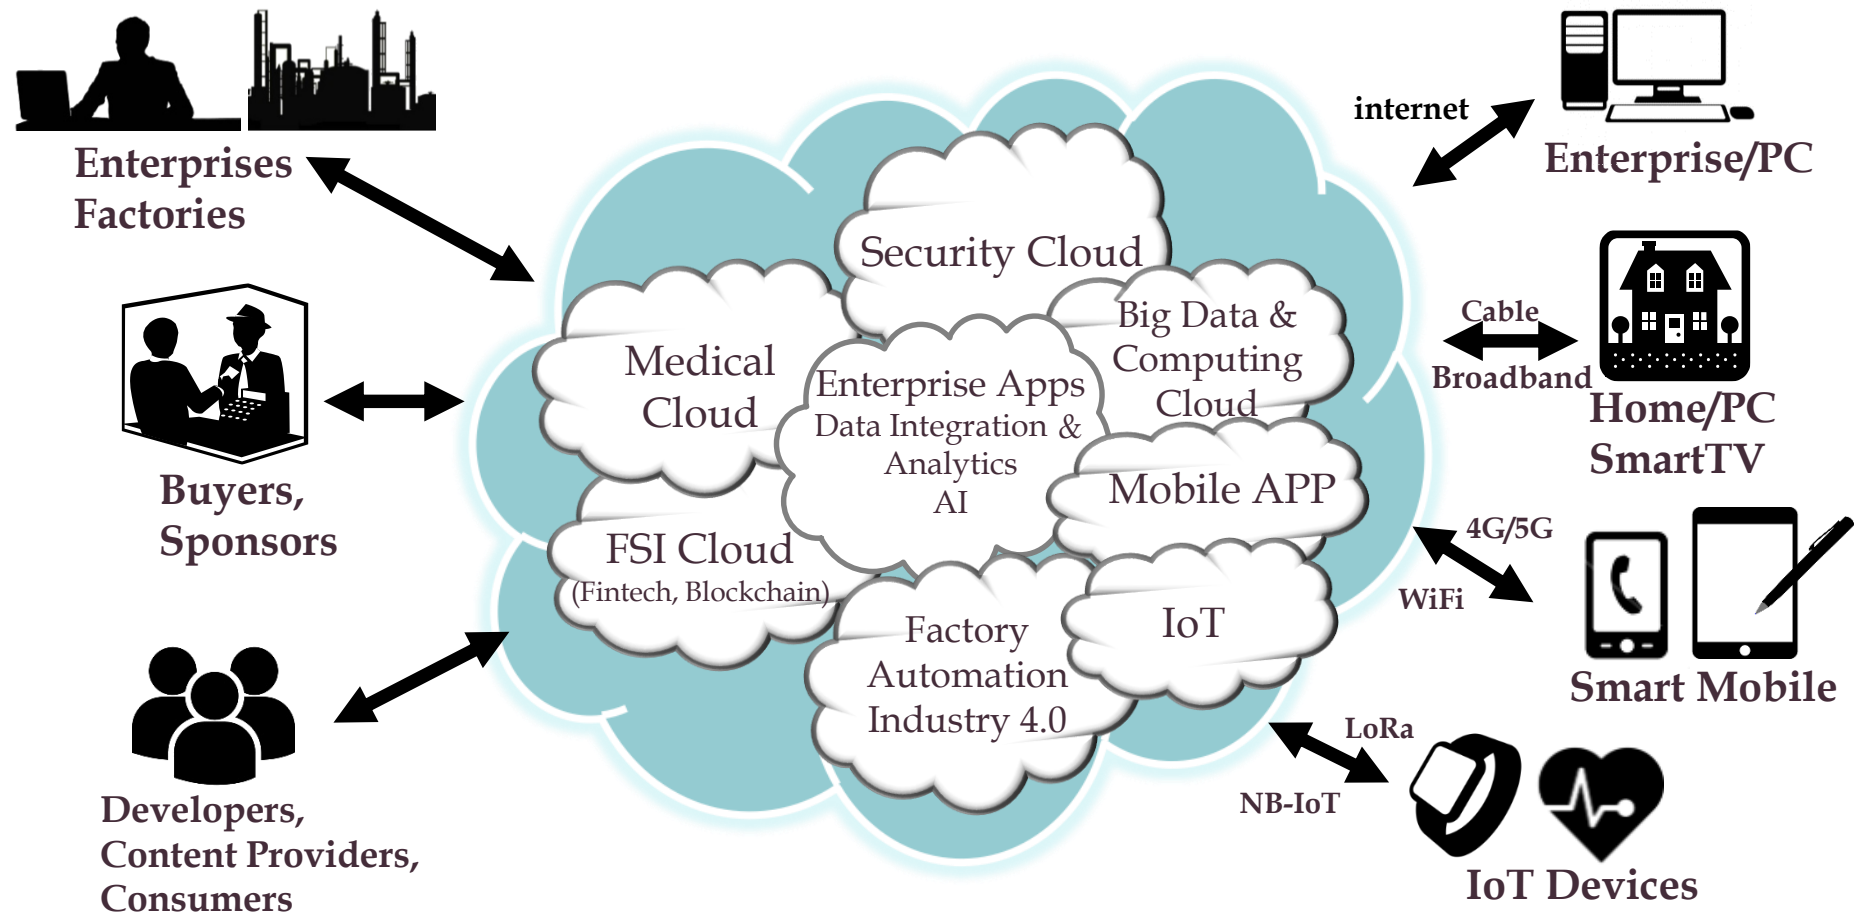 Enterprises
Factories
Buyers,
Sponsors
Developers,
Content Providers,
Consumers
Security Cloud
Medical
Cloud
Big Data &
Computing
Cloud
Enterprise Apps
Data Integration &
Analytics
AI
Mobile APP
FSI Cloud
(Fintech, Blockchain)
Factory
Automation
Industry 4.0
IoT
internet
Enterprise/PC
Cable
Broadband
Home/PC
SmartTV
4G/5G
WiFi
Smart Mobile
LoRa
NB-IoT
IoT Devices